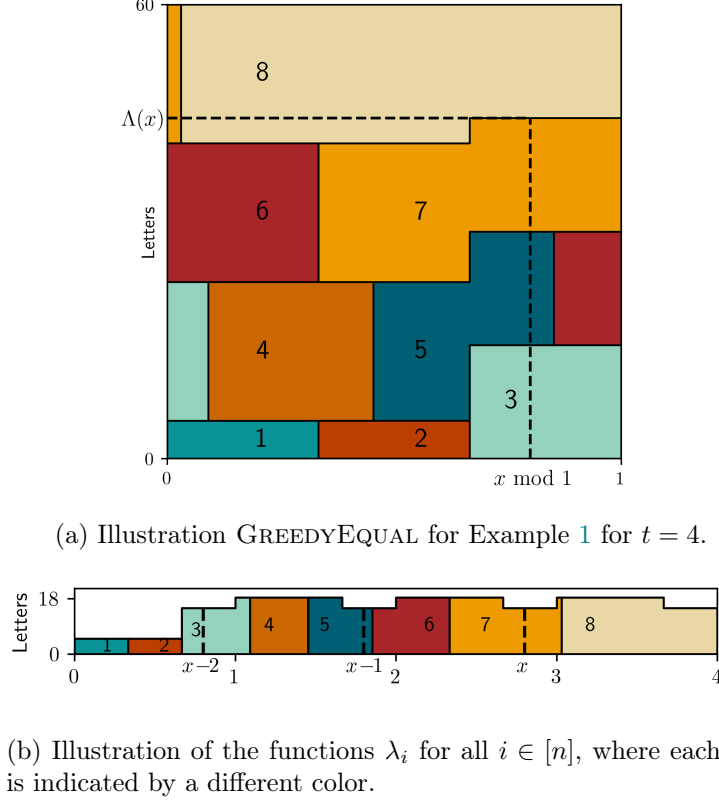 60
8
Λ(x)
6
7
Letters
4
5
3
1
2
0
0
x mod 1
1
(a) Illustration GREEDYEQUAL for Example 1 for t = 4.
Letters
18
0
1
2
3
4
5
6
7
8
0
x−2
1
x−1
2
x
3
4
(b) Illustration of the functions λᵢ for all i ∈ [n], where each
is indicated by a different color.